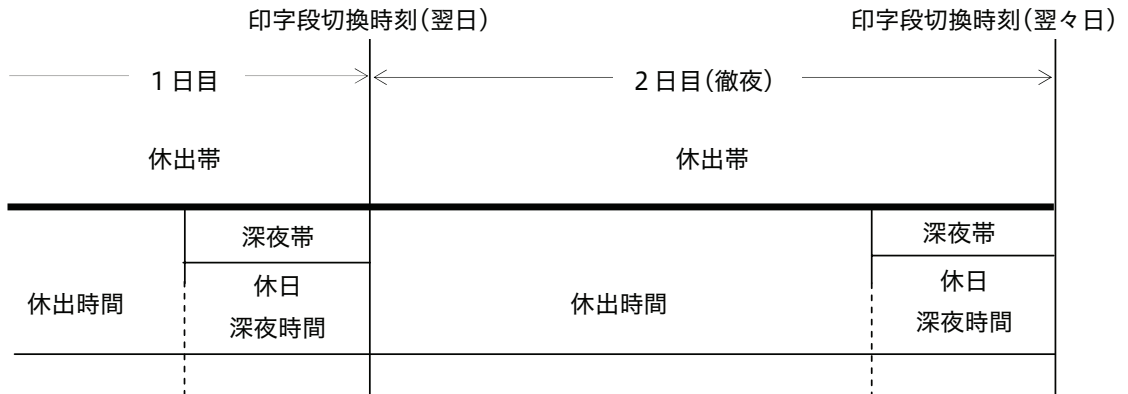 印字段切換時刻(翌日)
印字段切換時刻(翌々日)
1日目
2日目(徹夜)
休出帯
休出帯
深夜帯
深夜帯
休出時間
休日
深夜時間
休出時間
休日
深夜時間